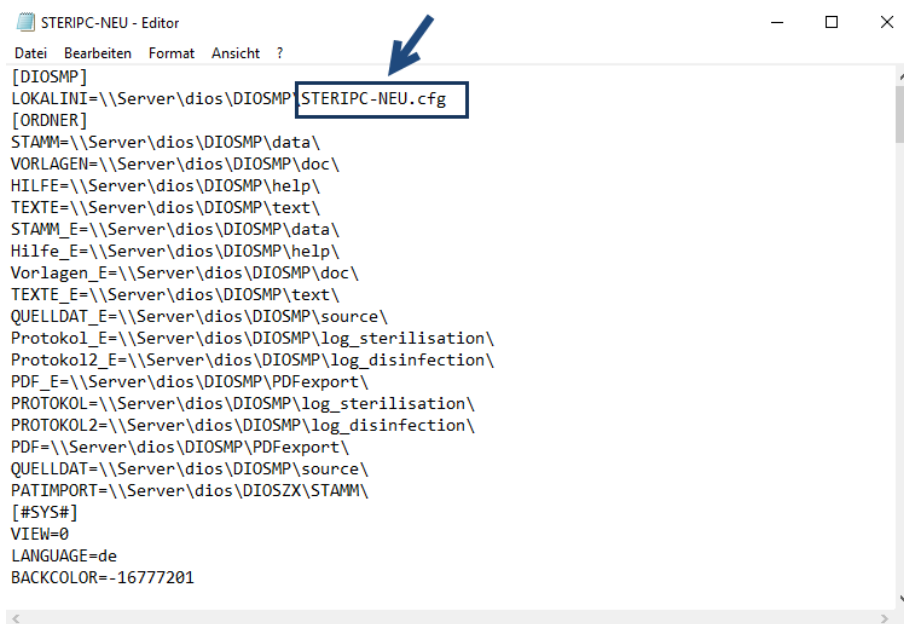 STERIPC-NEU - Editor
Datei Bearbeiten Format Ansicht ?
[DIOSMP]
LOKALINI=\\Server\dios\DIOSMP\STERIPC-NEU.cfg
[ORDNER]
STAMM=\\Server\dios\DIOSMP\data\
VORLAGEN=\\Server\dios\DIOSMP\doc\
HILFE=\\Server\dios\DIOSMP\help\
TEXTE=\\Server\dios\DIOSMP\text\
STAMM_E=\\Server\dios\DIOSMP\data\
Hilfe_E=\\Server\dios\DIOSMP\help\
Vorlagen_E=\\Server\dios\DIOSMP\doc\
TEXTE_E=\\Server\dios\DIOSMP\text\
QUELLDAT_E=\\Server\dios\DIOSMP\source\
Protokol_E=\\Server\dios\DIOSMP\log_sterilisation\
Protokol2_E=\\Server\dios\DIOSMP\log_disinfection\
PDF_E=\\Server\dios\DIOSMP\PDFexport\
PROTOKOL=\\Server\dios\DIOSMP\log_sterilisation\
PROTOKOL2=\\Server\dios\DIOSMP\log_disinfection\
PDF=\\Server\dios\DIOSMP\PDFexport\
QUELLDAT=\\Server\dios\DIOSMP\source\
PATIMPORT=\\Server\dios\DIOSZX\STAMM\
[#SYS#]
VIEW=0
LANGUAGE=de
BACKCOLOR=-16777201